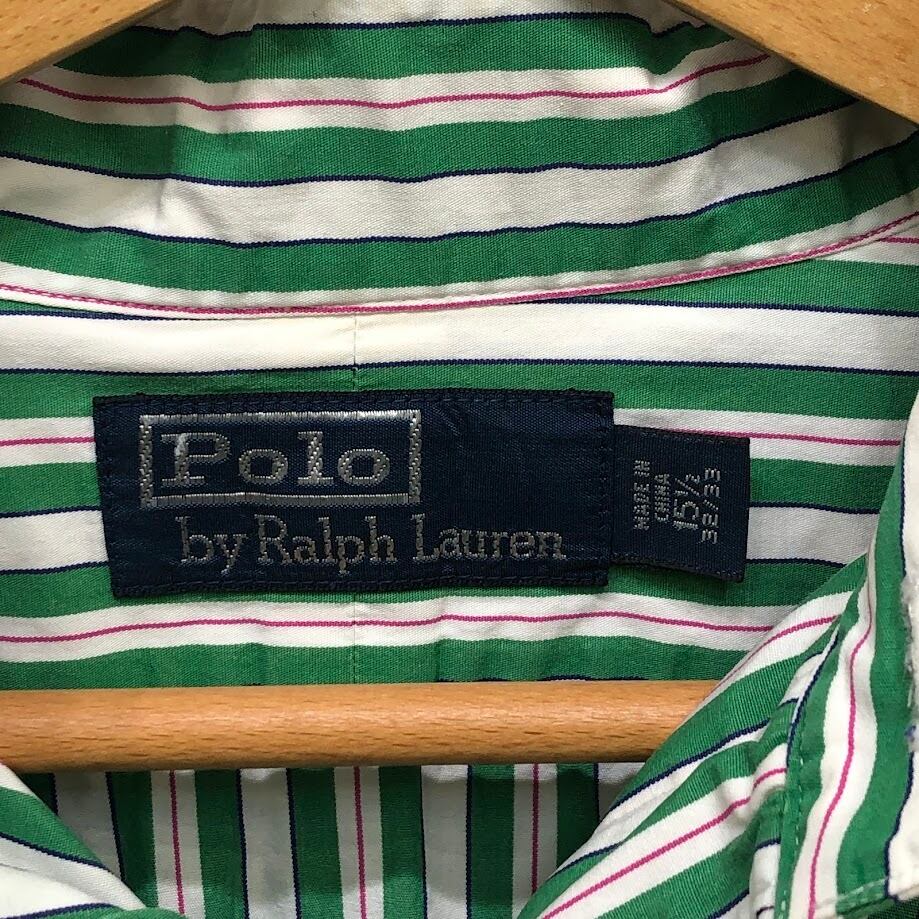 Polo
by Ralph Lauren
MADE IN
CHINA
15½
32/33